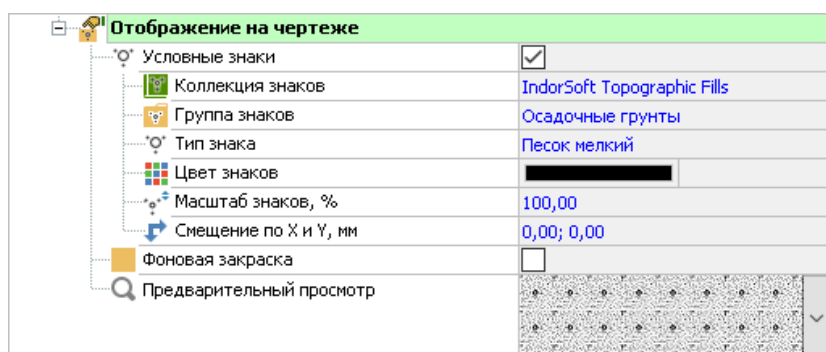 Отображение на чертеже
Условные знаки
Коллекция знаков IndorSoft Topographic Fills
Группа знаков Осадочные грунты
Тип знака Песок мелкий
Цвет знаков
Масштаб знаков, % 100,00
Смещение по X и Y, мм 0,00; 0,00
Фоновая закраска
Предварительный просмотр